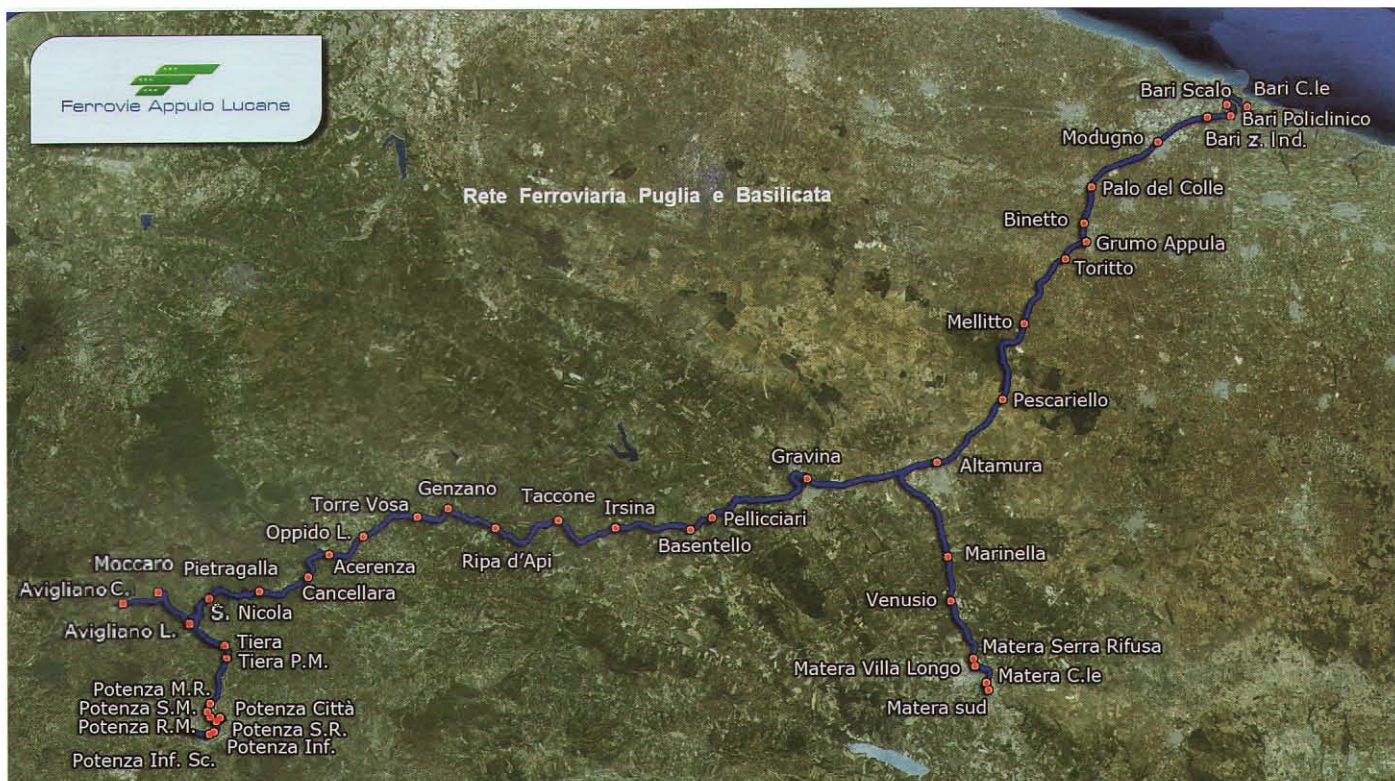 Ferrovie Appulo Lucane
Rete Ferroviaria Puglia e Basilicata
Bari Scalo
Bari C.le
Bari Policlinico
Bari z. Ind.
Modugno
Palo del Colle
Binetto
Grumo Appula
Toritto
Mellitto
Pescariello
Altamura
Gravina
Pellicciari
Basentello
Irsina
Taccone
Ripa d'Api
Genzano
Torre Vosa
Oppido L.
Acerenza
Cancellara
Pietragalla
S. Nicola
Moccaro
Avigliano C.
Avigliano L.
Tiera
Tiera P.M.
Potenza M.R.
Potenza S.M.
Potenza Città
Potenza R.M.
Potenza S.R.
Potenza Inf.
Potenza Inf. Sc.
Marinella
Venusio
Matera Serra Rifusa
Matera Villa Longo
Matera C.le
Matera sud